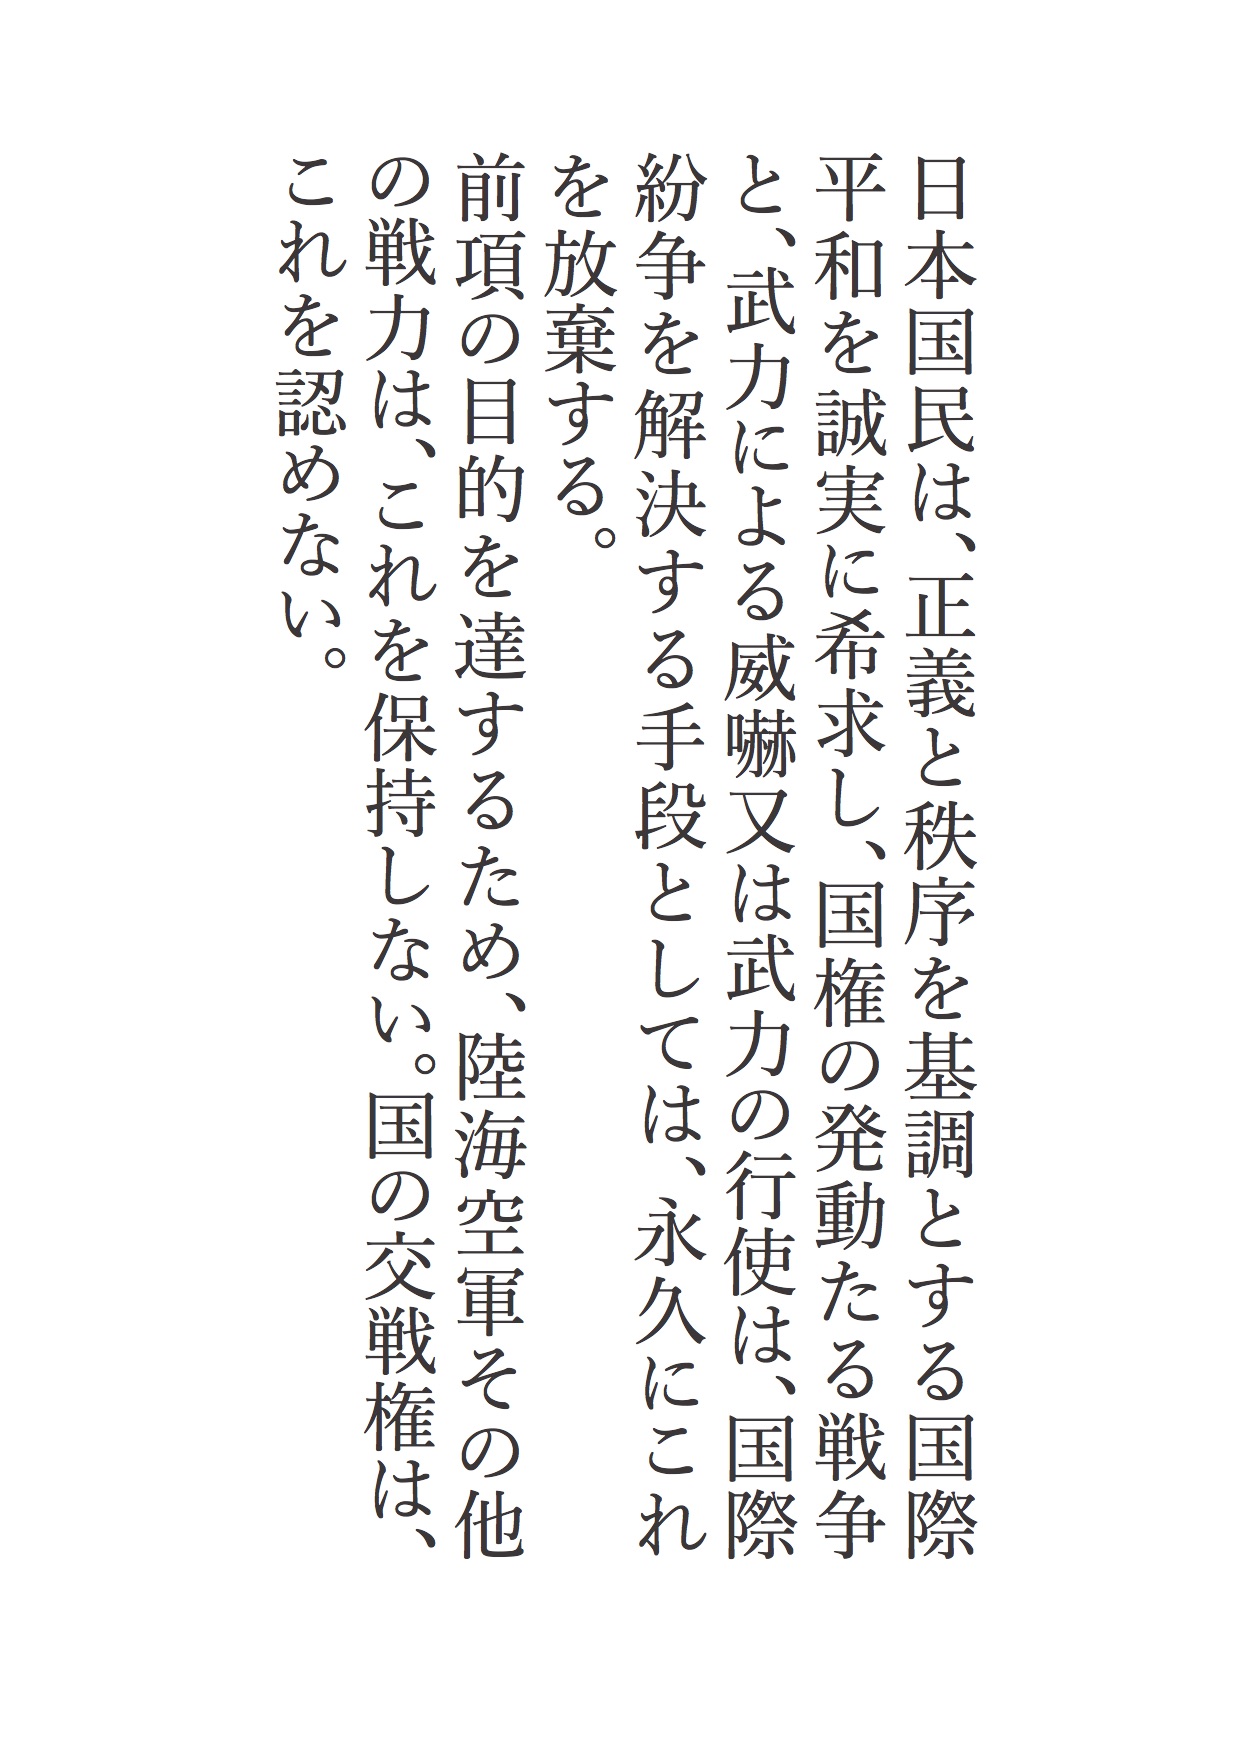 日本国民は、正義と秩序を基調とする国際
平和を誠実に希求し、国権の発動たる戦争
と、武力による威嚇又は武力の行使は、国際
紛争を解決する手段としては、永久にこれ
を放棄する。
前項の目的を達するため、陸海空軍その他
の戦力は、これを保持しない。国の交戦権は、
これを認めない。